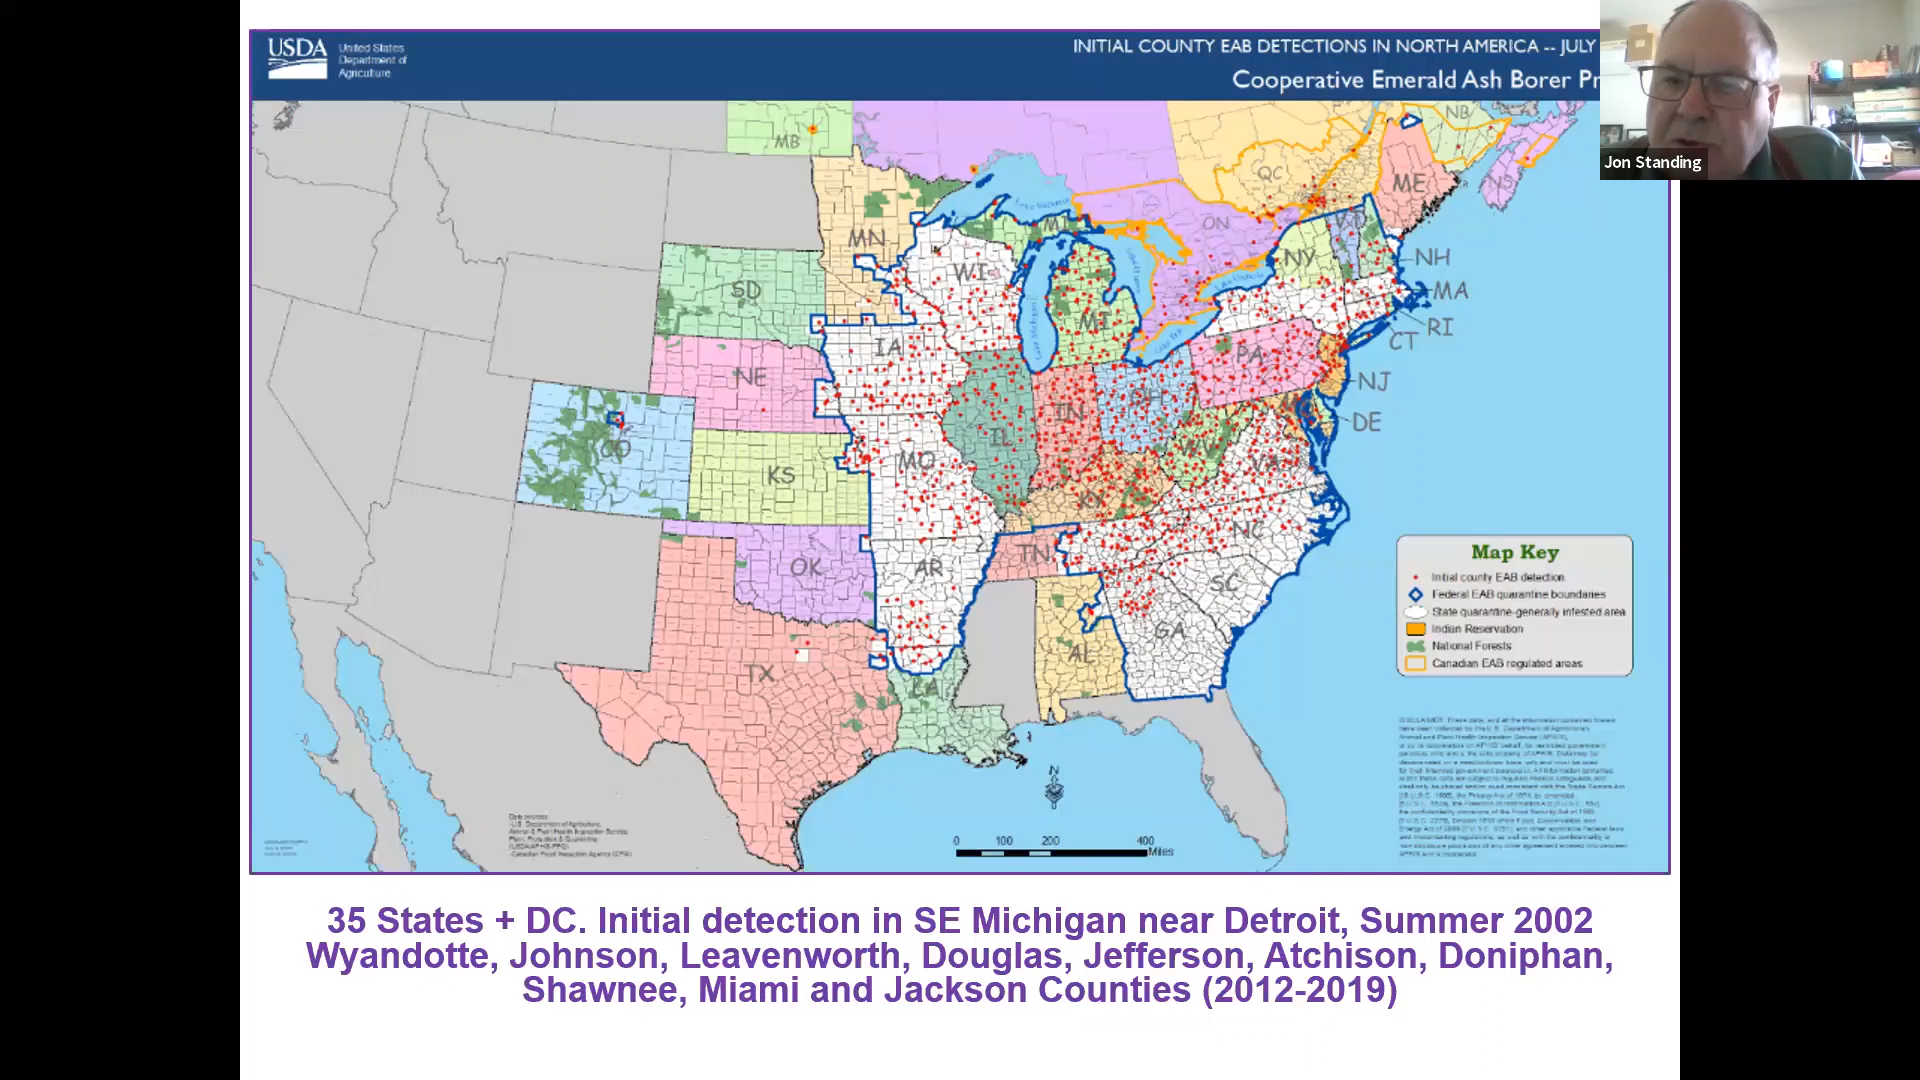 USDA
United States
Department of
Agriculture
INITIAL COUNTY EAB DETECTIONS IN NORTH AMERICA -- JULY
Cooperative Emerald Ash Borer Pr
Jon Standing
MB
NB
QC
ME
NS
MN
MI
ON
VT
WI
NY
NH
SD
MA
MI
RI
IA
CT
PA
NE
NJ
OH
IN
DE
CO
IL
WV
MO
VA
KS
KY
NC
TN
OK
AR
SC
GA
AL
TX
LA
Map Key
Initial county EAB detection
Federal EAB quarantine boundaries
State quarantine-generally infested area
Indian Reservation
National Forests
Canadian EAB regulated areas
N
0 100 200 400
Miles
35 States + DC. Initial detection in SE Michigan near Detroit, Summer 2002
Wyandotte, Johnson, Leavenworth, Douglas, Jefferson, Atchison, Doniphan,
Shawnee, Miami and Jackson Counties (2012-2019)